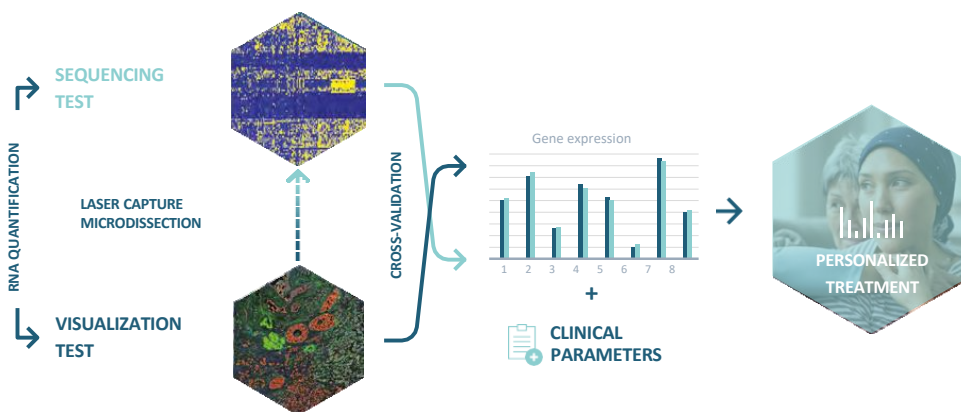 SEQUENCING
TEST
RNA QUANTIFICATION
LASER CAPTURE
MICRODISSECTION
VISUALIZATION
TEST
CROSS-VALIDATION
Gene expression
1 2 3 4 5 6 7 8
+
CLINICAL
PARAMETERS
PERSONALIZED
TREATMENT